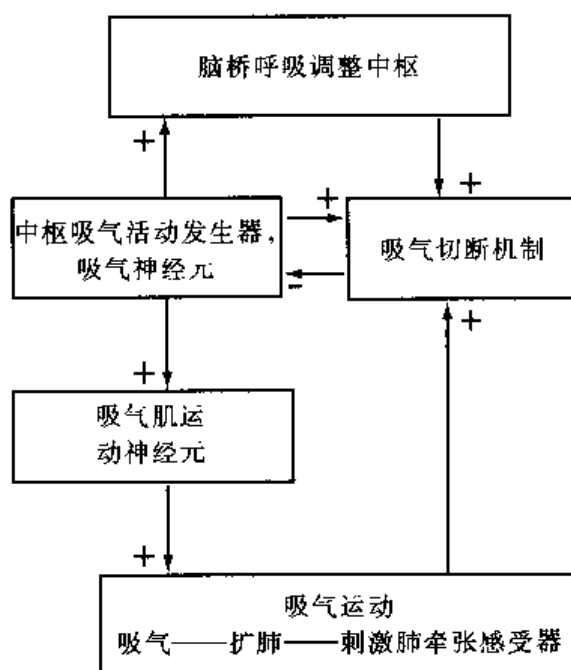 脑桥呼吸调整中枢
+
+
+
中枢吸气活动发生器，
吸气神经元
吸气切断机制
-
+
+
吸气肌运
动神经元
+
吸气运动
吸气——扩肺——刺激肺牵张感受器